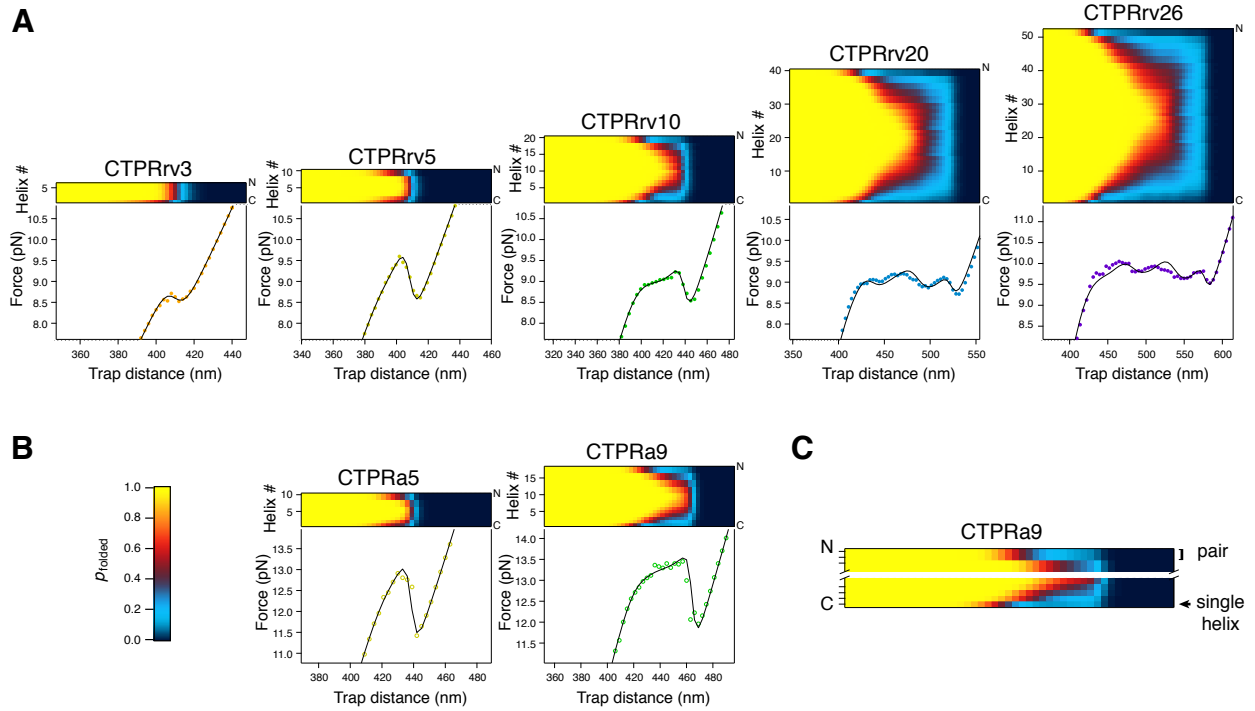 A
CTPRrv3
Helix #
5
N
C
Force (pN)
10.5
10.0
9.5
9.0
8.5
8.0
360 380 400 420 440
Trap distance (nm)
CTPRrv5
Helix #
10
5
N
C
Force (pN)
10.5
10.0
9.5
9.0
8.5
8.0
340 360 380 400 420 440 460
Trap distance (nm)
CTPRrv10
Helix #
20
15
10
5
N
C
Force (pN)
10.5
10.0
9.5
9.0
8.5
8.0
320 340 360 380 400 420 440 460 480
Trap distance (nm)
CTPRrv20
Helix #
40
30
20
10
N
C
Force (pN)
10.5
10.0
9.5
9.0
8.5
8.0
350 400 450 500 550
Trap distance (nm)
CTPRrv26
Helix #
50
40
30
20
10
N
C
Force (pN)
11.0
10.5
10.0
9.5
9.0
8.5
400 450 500 550 600
Trap distance (nm)
B
pfolded
1.0
0.8
0.6
0.4
0.2
0.0
CTPRa5
Helix #
10
5
N
C
Force (pN)
13.5
13.0
12.5
12.0
11.5
11.0
380 400 420 440 460 480
Trap distance (nm)
CTPRa9
Helix #
15
10
5
N
C
Force (pN)
14.0
13.5
13.0
12.5
12.0
11.5
360 380 400 420 440 460 480
Trap distance (nm)
C
CTPRa9
N
C
pair
single
helix